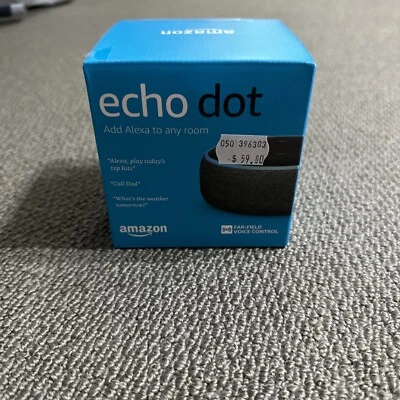 amazon
echo dot
Add Alexa to any room
050 396303
$ 59.00
"Alexa, play today's
top hits"
"Call Dad"
"What's the weather
tomorrow?"
amazon
FAR-FIELD
VOICE CONTROL